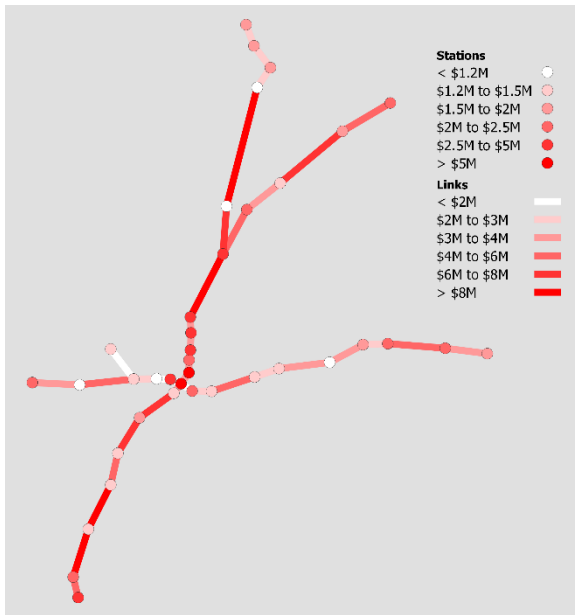 Stations
< $1.2M
$1.2M to $1.5M
$1.5M to $2M
$2M to $2.5M
$2.5M to $5M
> $5M
Links
< $2M
$2M to $3M
$3M to $4M
$4M to $6M
$6M to $8M
> $8M